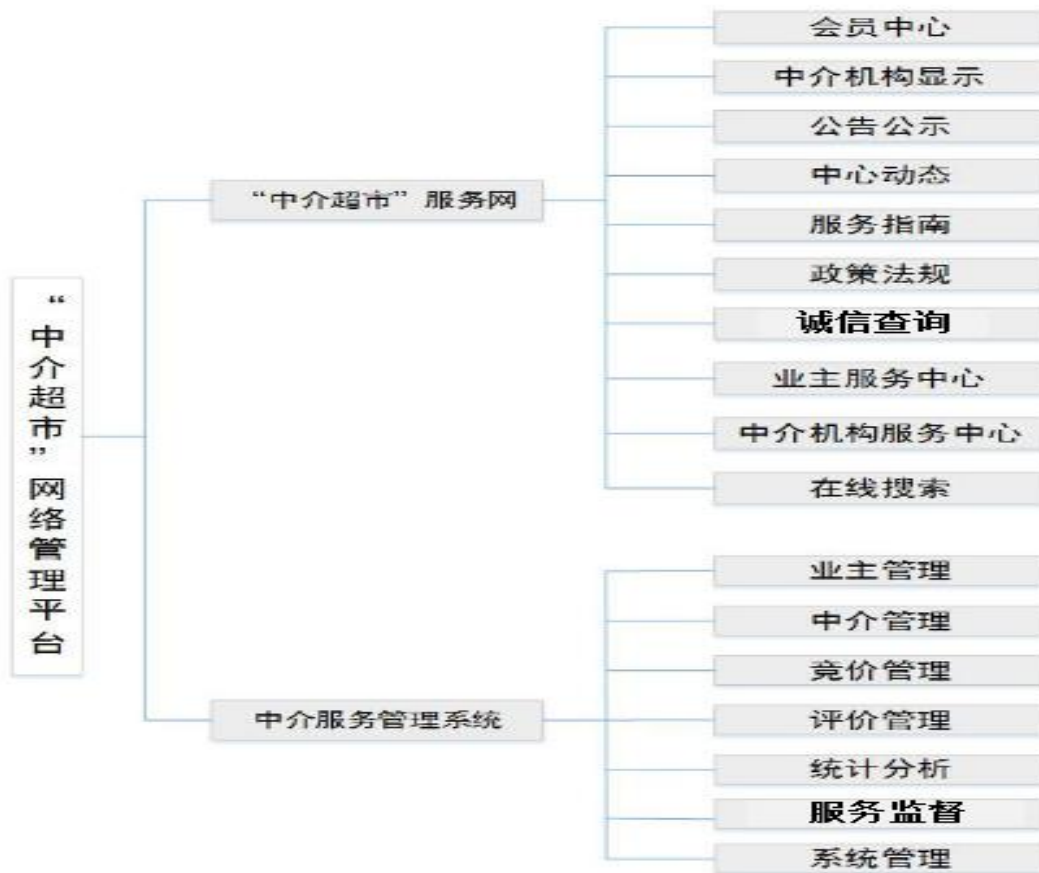 “中介超市”网络管理平台
“中介超市”服务网
会员中心
中介机构显示
公告公示
中心动态
服务指南
政策法规
诚信查询
业主服务中心
中介机构服务中心
在线搜索
中介服务管理系统
业主管理
中介管理
竞价管理
评价管理
统计分析
服务监督
系统管理